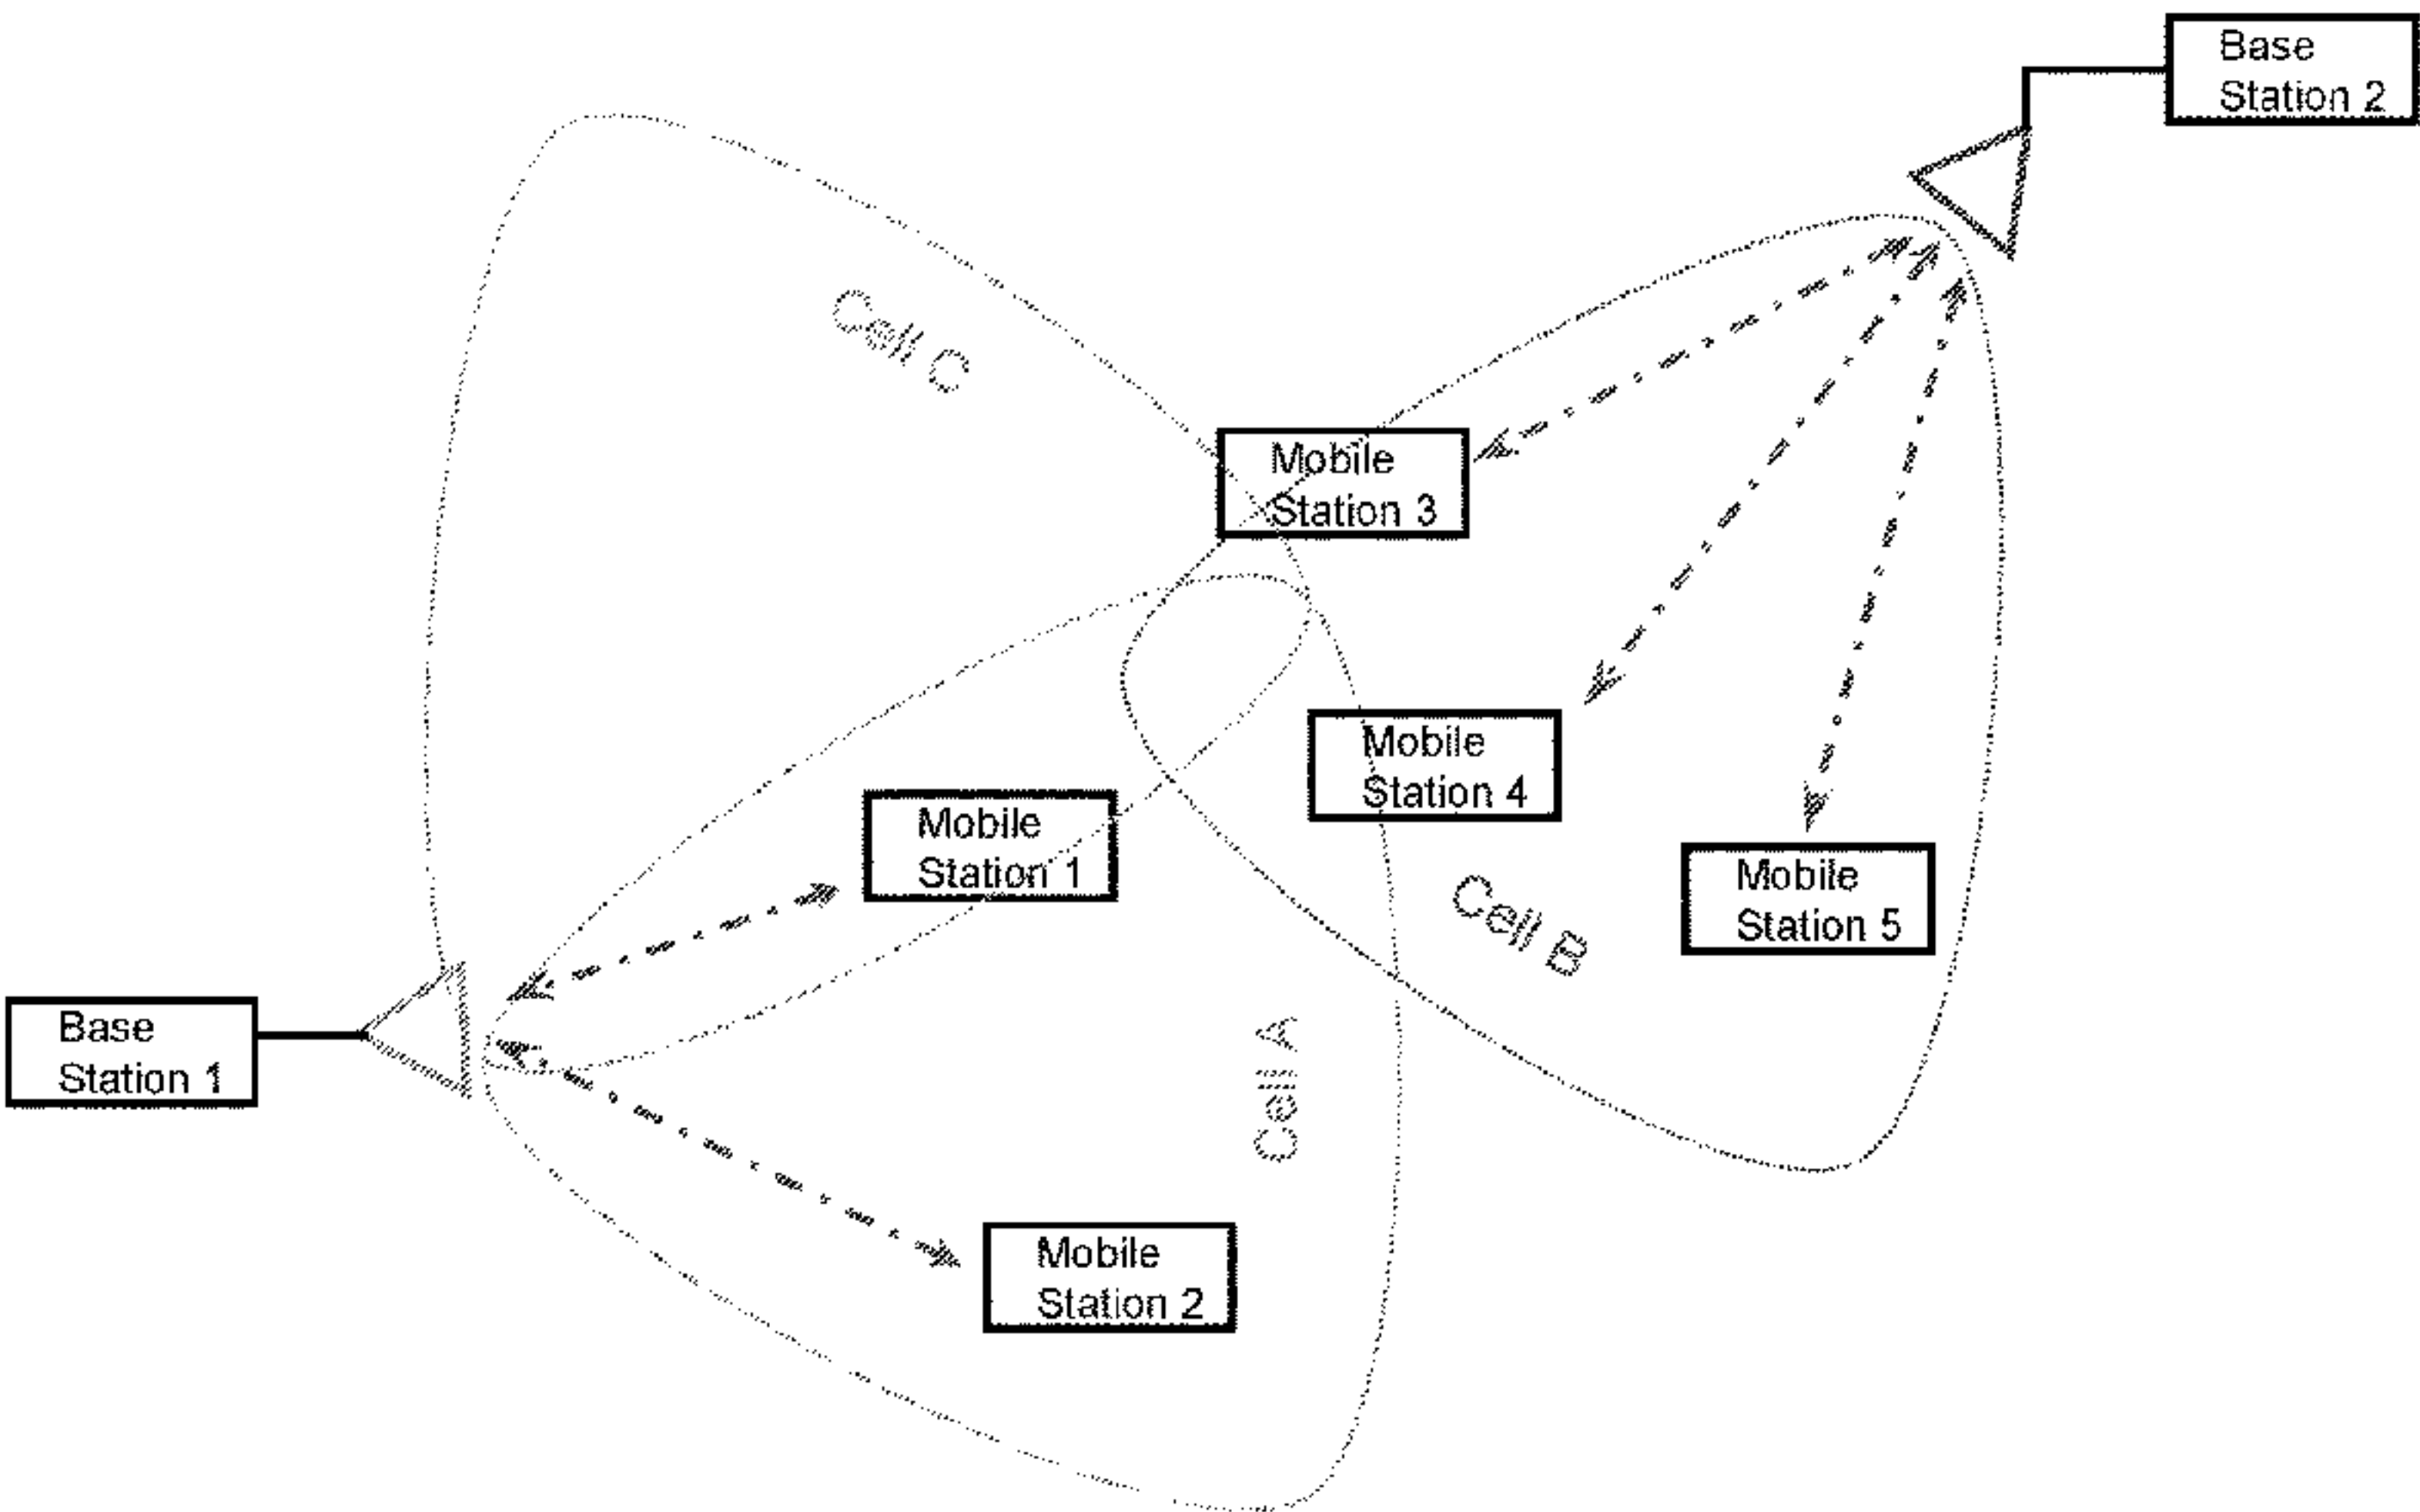 Base
Station 2
Cell C
Mobile
Station 3
Mobile
Station 4
Mobile
Station 1
Mobile
Station 5
Cell B
Base
Station 1
Cell A
Mobile
Station 2